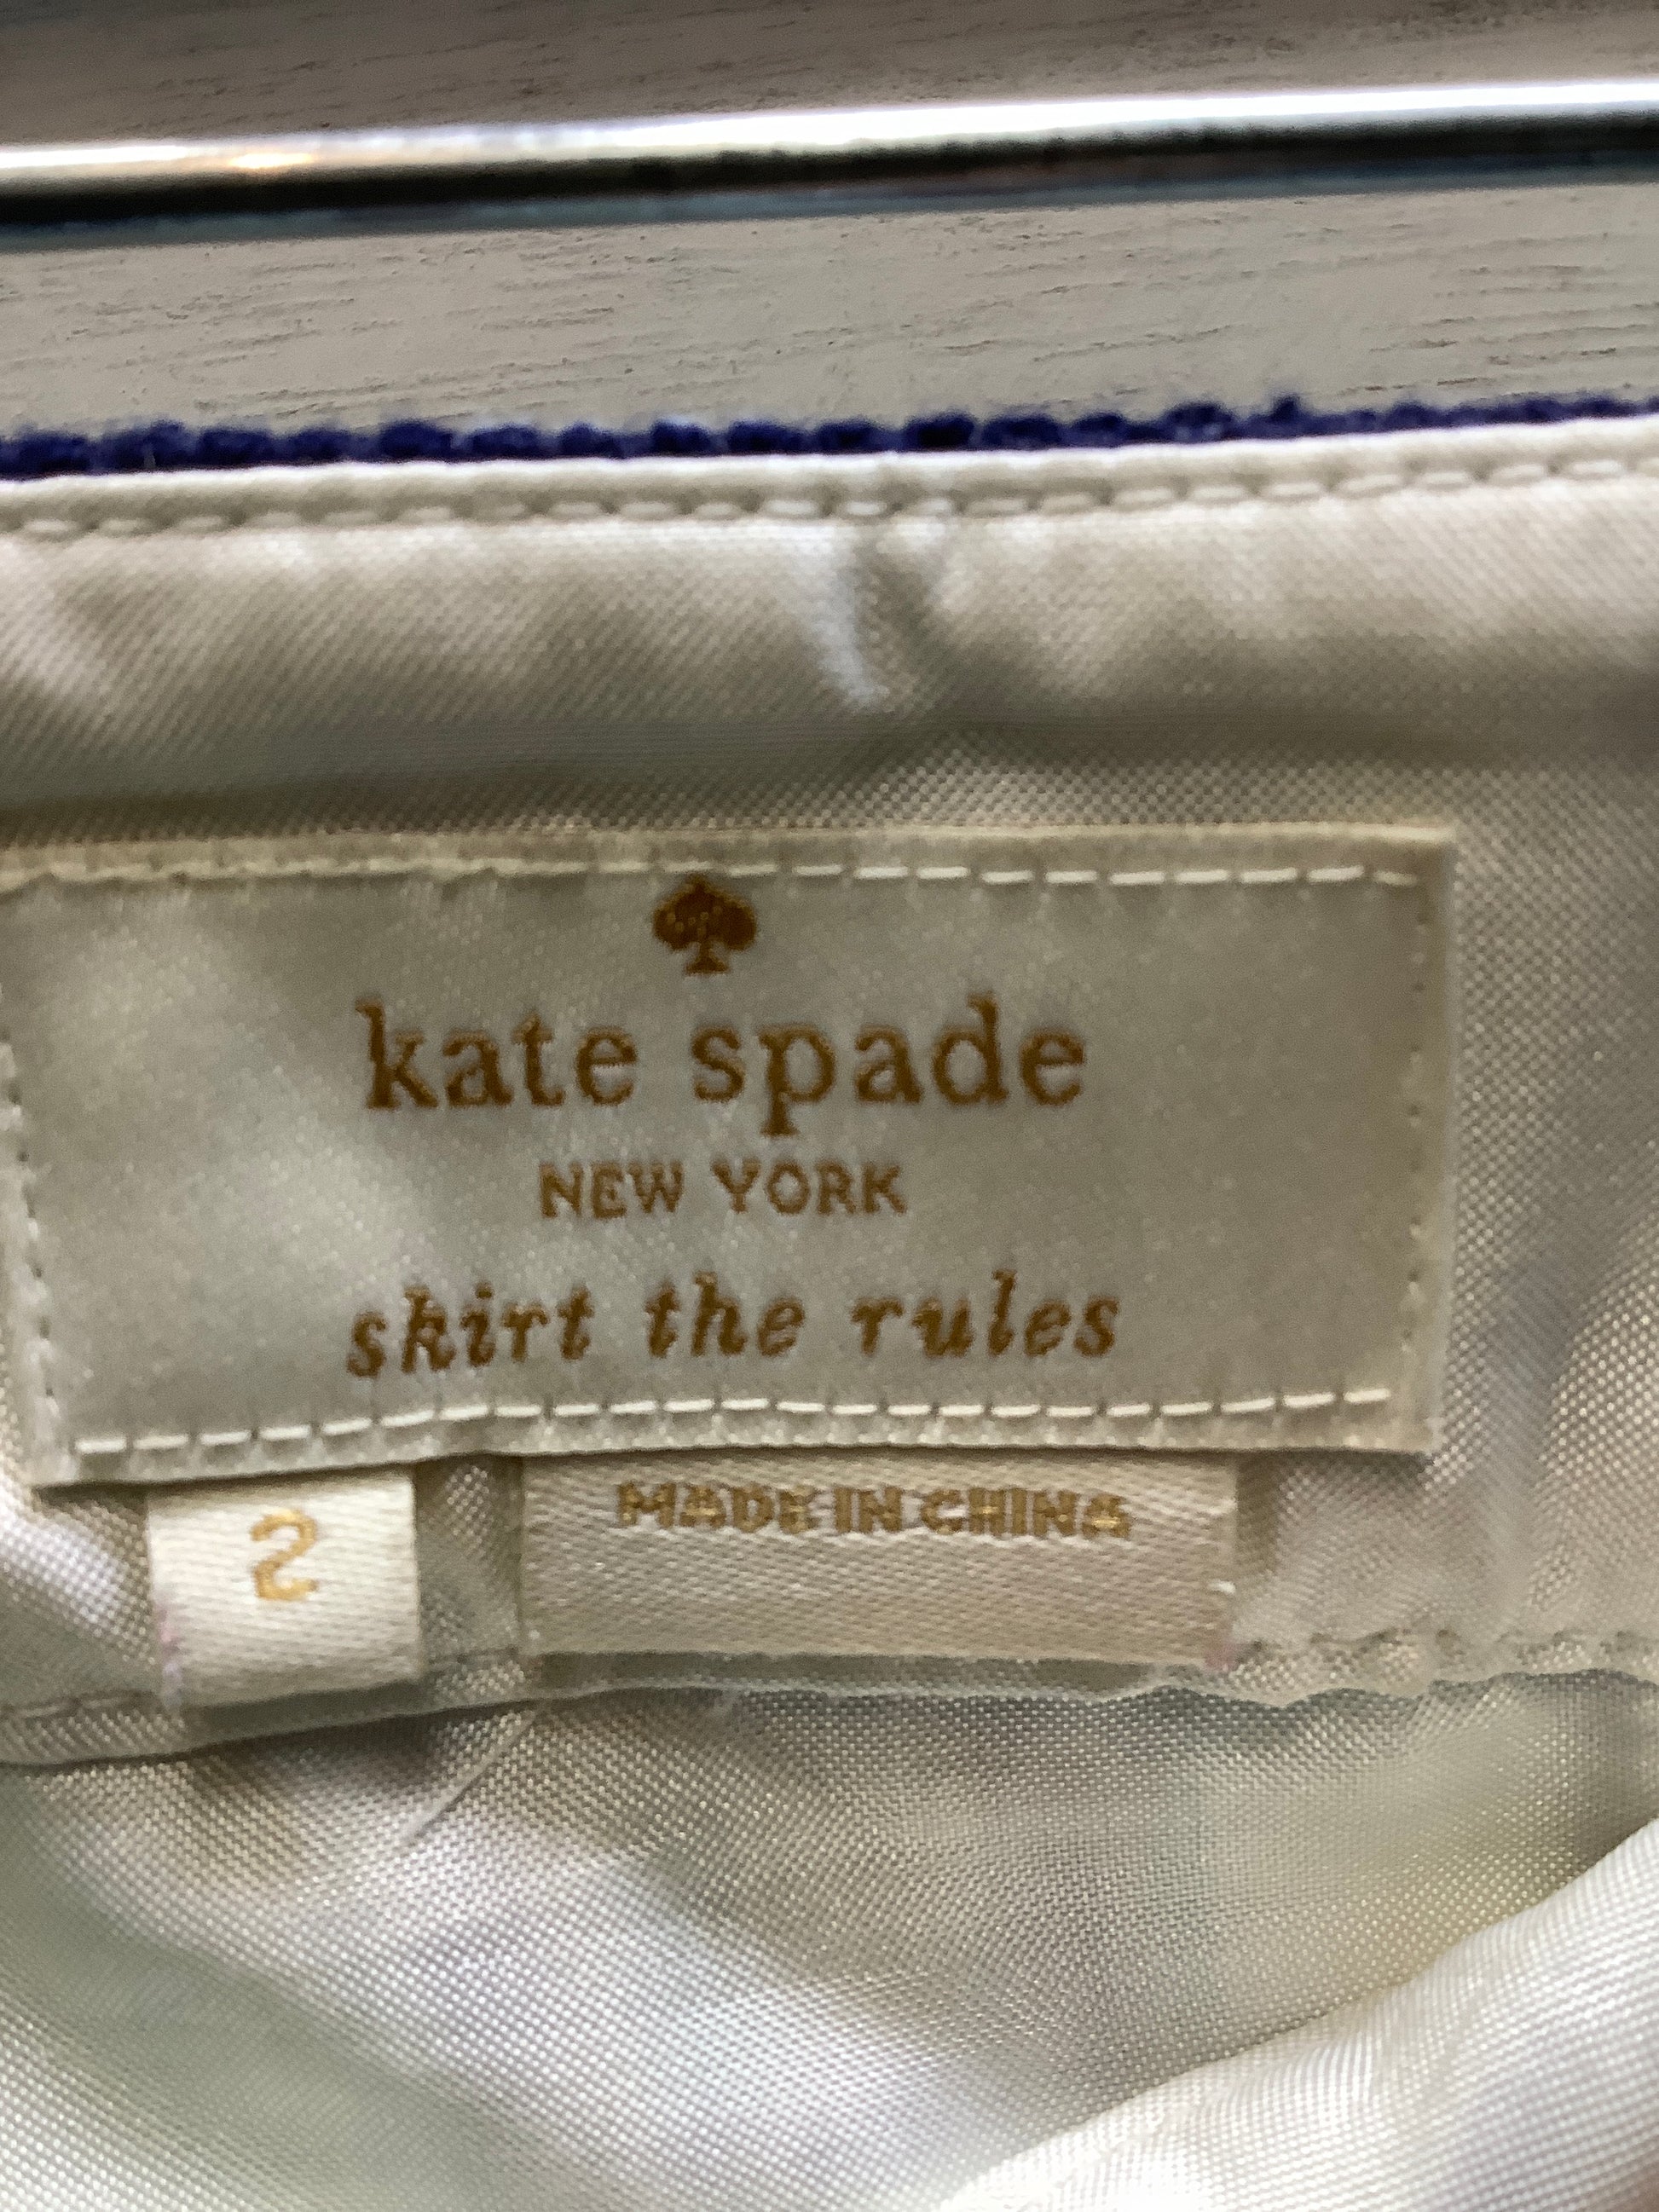 kate spade
NEW YORK
skirt the rules
2
MADE IN CHINA